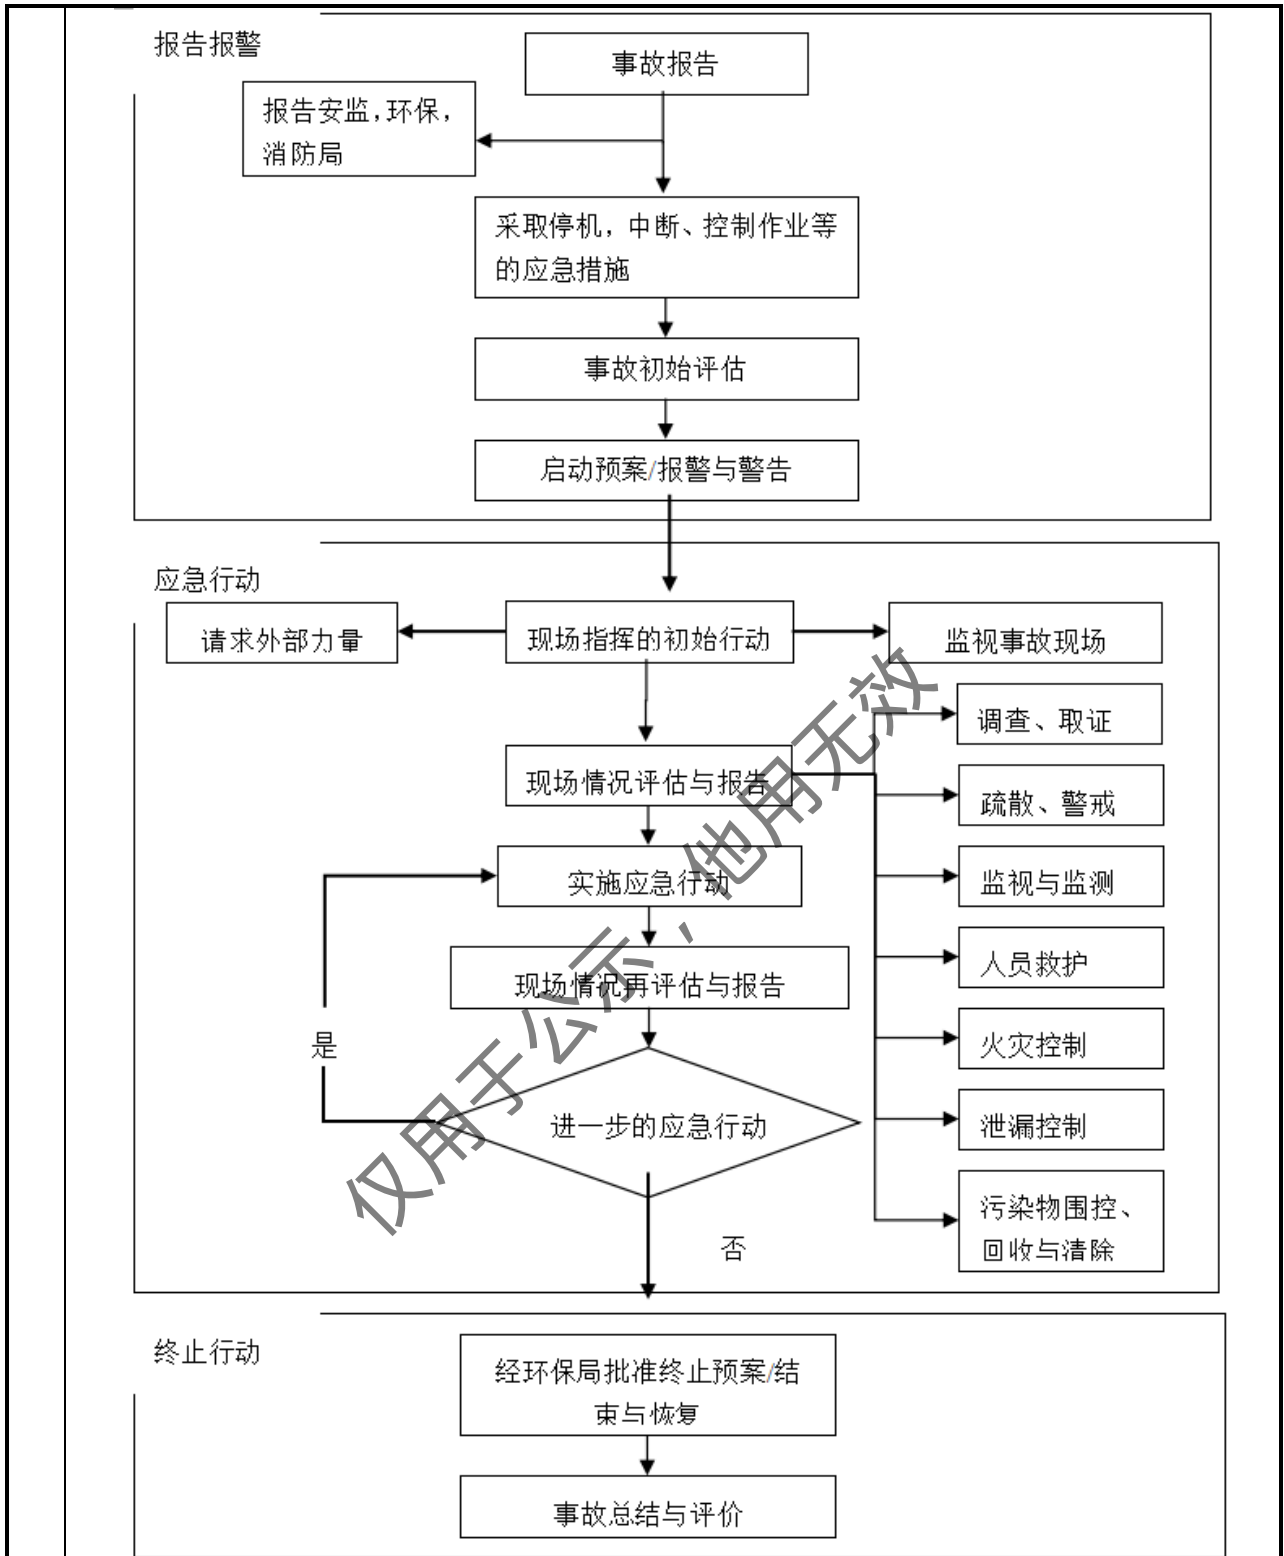 报告报警
事故报告
报告安监,环保,
消防局
采取停机，中断、控制作业等
的应急措施
事故初始评估
启动预案/报警与警告
应急行动
请求外部力量
现场指挥的初始行动
监视事故现场
调查、取证
现场情况评估与报告
疏散、警戒
实施应急行动
监视与监测
人员救护
现场情况再评估与报告
是
火灾控制
进一步的应急行动
泄漏控制
污染物围控、
回收与清除
否
终止行动
经环保局批准终止预案/结
束与恢复
事故总结与评价
仅用于公示，他用无效